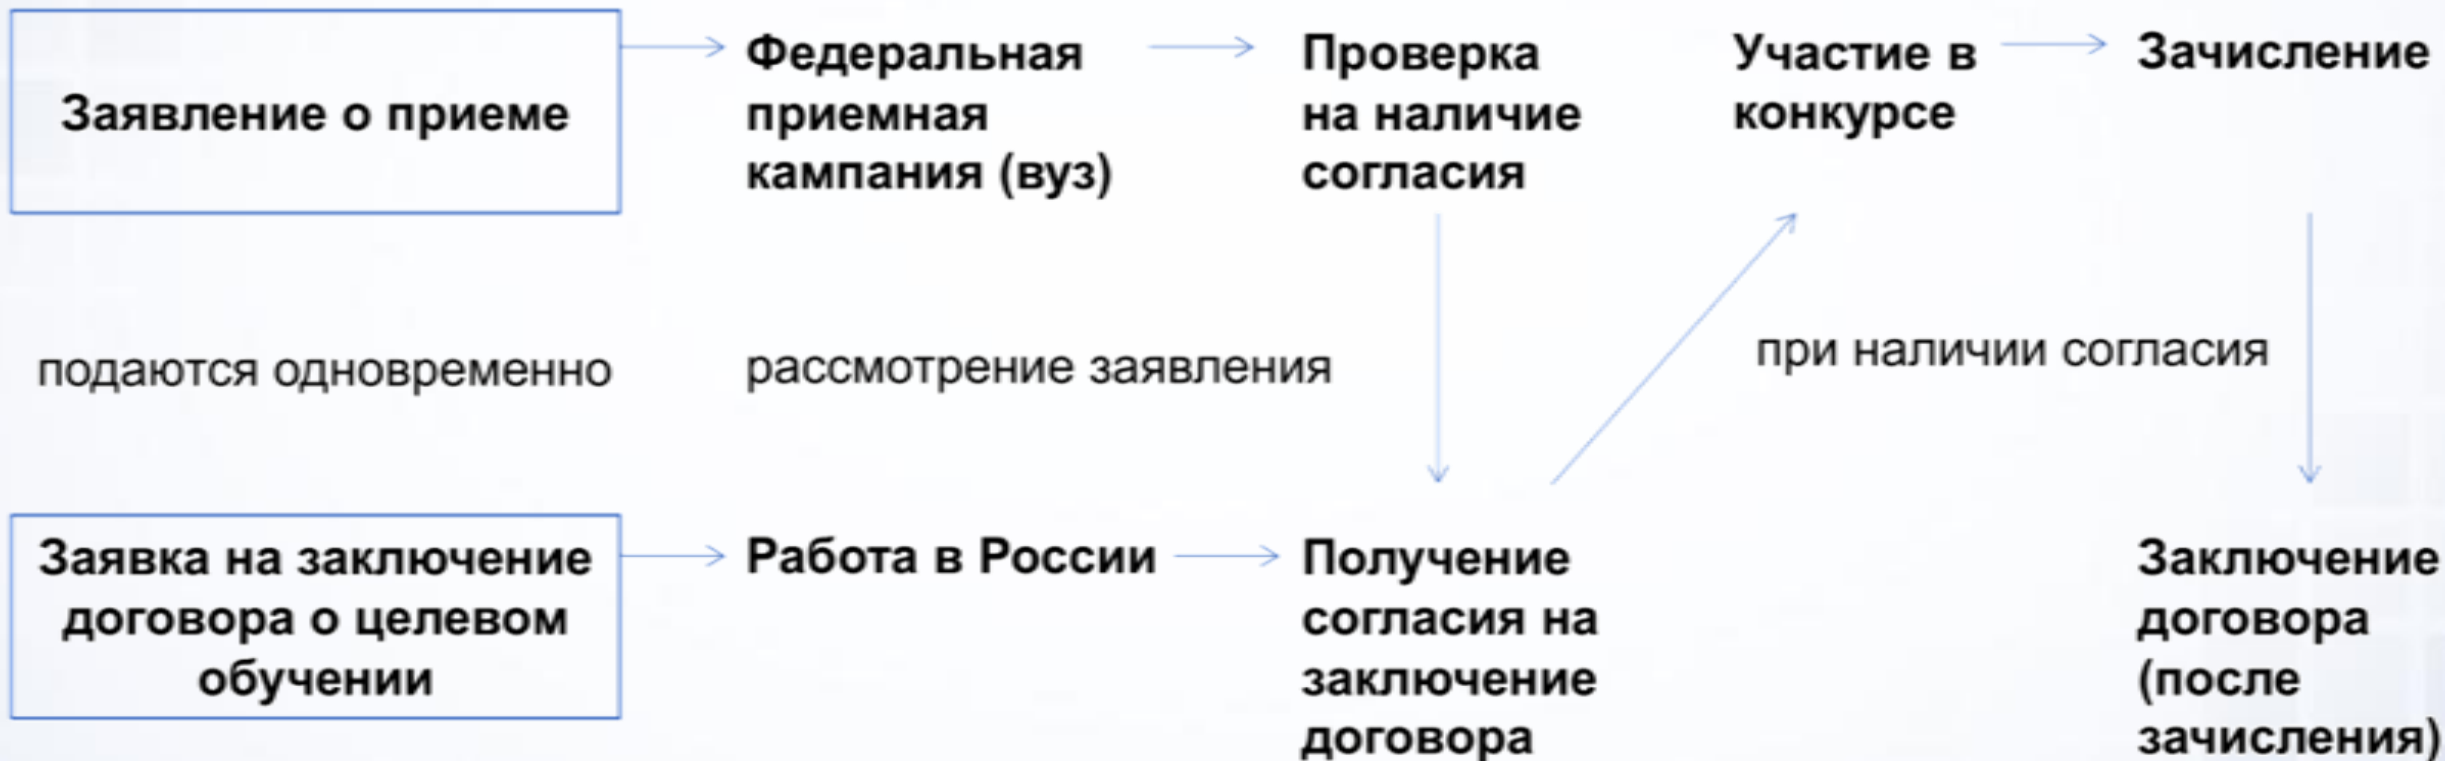 Заявление о приеме
Федеральная
приемная
кампания (вуз)
Проверка
на наличие
согласия
Участие в
конкурсе
Зачисление
подаются одновременно
рассмотрение заявления
при наличии согласия
Заявка на заключение
договора о целевом
обучении
Работа в России
Получение
согласия на
заключение
договора
Заключение
договора
(после
зачисления)